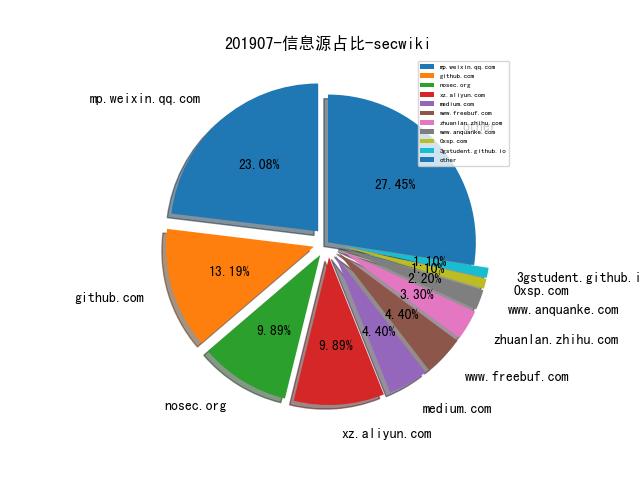 201907-信息源占比-secwiki
mp.weixin.qq.com
github.com
nosec.org
xz.aliyun.com
medium.com
www.freebuf.com
zhuanlan.zhihu.com
www.anquanke.com
0xsp.com
3gstudent.github.io
other
mp.weixin.qq.com
23.08%
27.45%
other
github.com
13.19%
nosec.org
9.89%
xz.aliyun.com
9.89%
medium.com
4.40%
www.freebuf.com
4.40%
zhuanlan.zhihu.com
3.30%
www.anquanke.com
2.20%
0xsp.com
1.10%
3gstudent.github.i
1.10%